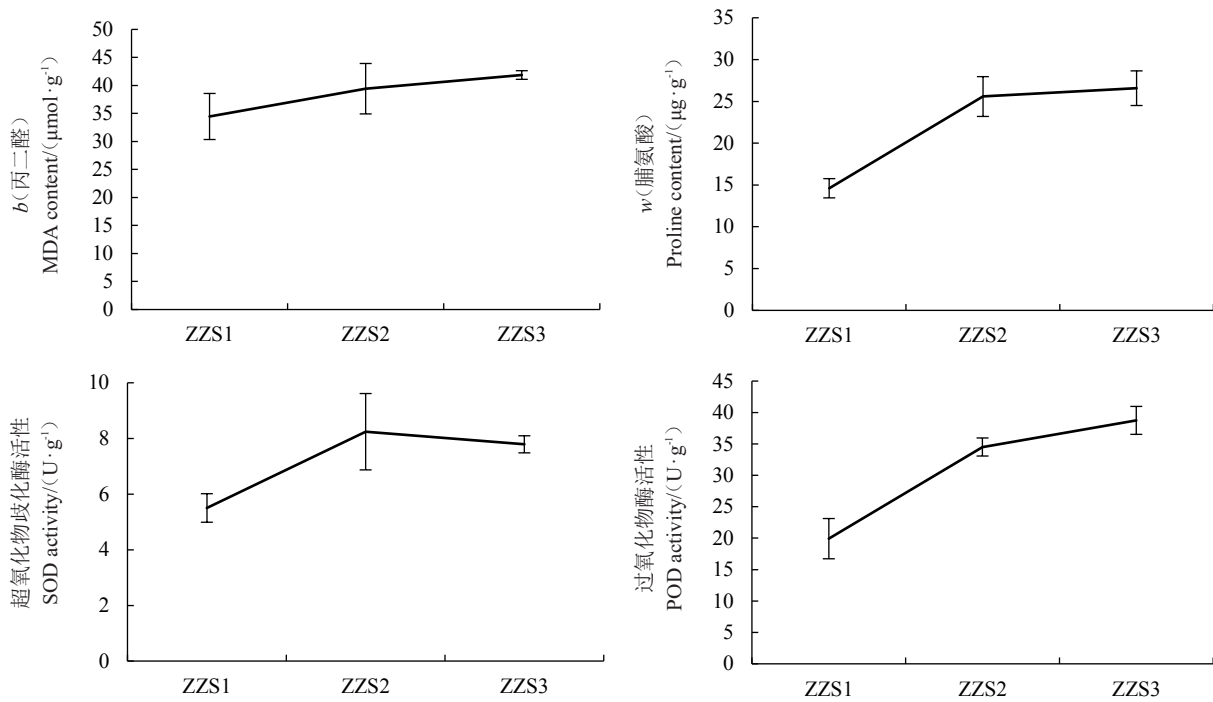 b(丙二醛)
MDA content/(μmol·g⁻¹)
50
45
40
35
30
25
20
15
10
5
0
ZZS1 ZZS2 ZZS3
w(脯氨酸)
Proline content/(μg·g⁻¹)
35
30
25
20
15
10
5
0
ZZS1 ZZS2 ZZS3
超氧化物歧化酶活性
SOD activity/(U·g⁻¹)
10
8
6
4
2
0
ZZS1 ZZS2 ZZS3
过氧化物酶活性
POD activity/(U·g⁻¹)
45
40
35
30
25
20
15
10
5
0
ZZS1 ZZS2 ZZS3